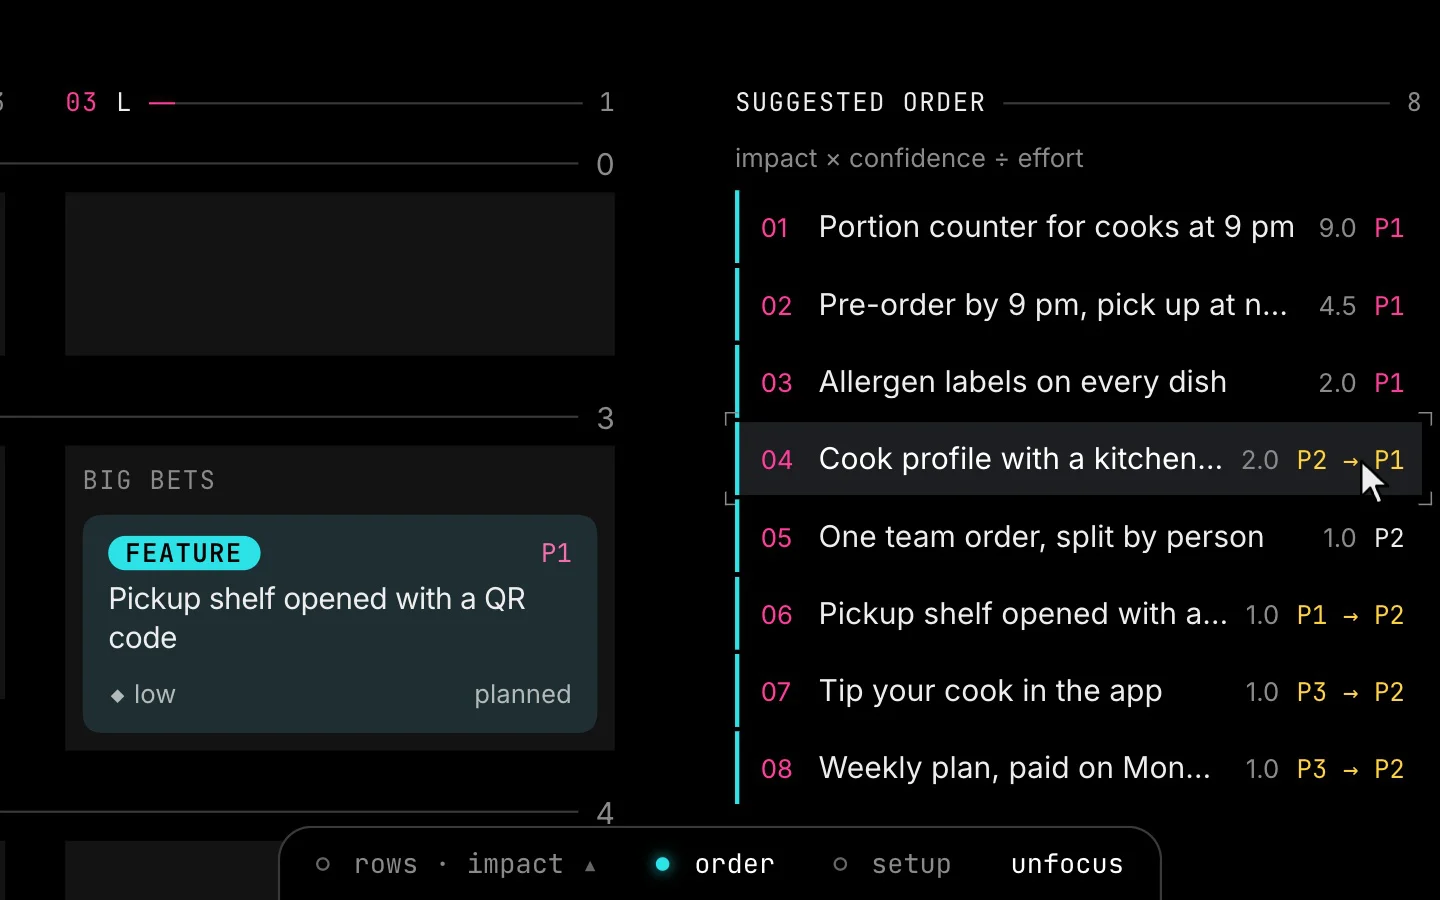 03 L 1
0
3
BIG BETS
FEATURE P1
Pickup shelf opened with a QR
code
◆ low planned
4
SUGGESTED ORDER 8
impact × confidence ÷ effort
01 Portion counter for cooks at 9 pm 9.0 P1
02 Pre-order by 9 pm, pick up at n... 4.5 P1
03 Allergen labels on every dish 2.0 P1
04 Cook profile with a kitchen... 2.0 P2 → P1
05 One team order, split by person 1.0 P2
06 Pickup shelf opened with a... 1.0 P1 → P2
07 Tip your cook in the app 1.0 P3 → P2
08 Weekly plan, paid on Mon... 1.0 P3 → P2
rows · impact ▲ order setup unfocus